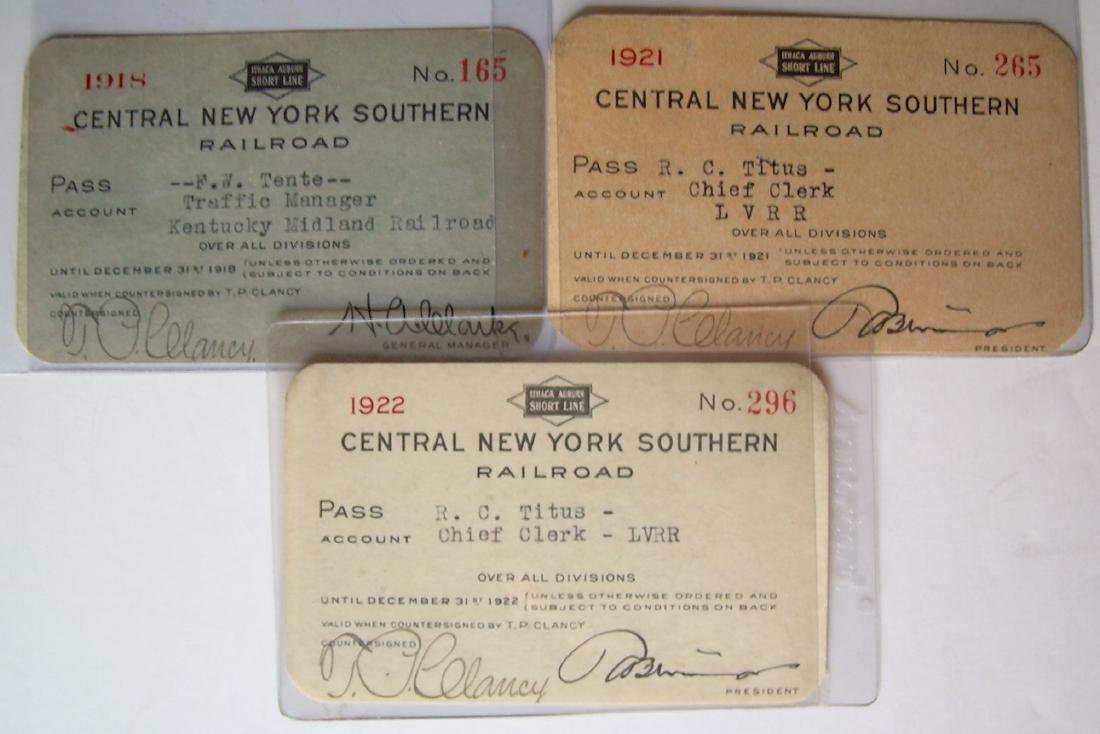 1918
ITHACA AUBURN
SHORT LINE
No. 165
CENTRAL NEW YORK SOUTHERN
RAILROAD
PASS --F.W. Tente--
ACCOUNT Traffic Manager
Kentucky Midland Railroad
OVER ALL DIVISIONS
UNTIL DECEMBER 31ST 1918 {UNLESS OTHERWISE ORDERED AND
SUBJECT TO CONDITIONS ON BACK
VALID WHEN COUNTERSIGNED BY T.P. CLANCY
COUNTERSIGNED
T. P. Clancy.
GENERAL MANAGER
1921
ITHACA AUBURN
SHORT LINE
No. 265
CENTRAL NEW YORK SOUTHERN
RAILROAD
PASS R. C. Titus -
ACCOUNT Chief Clerk
L V R R
OVER ALL DIVISIONS
UNTIL DECEMBER 31ST 1921 {UNLESS OTHERWISE ORDERED AND
SUBJECT TO CONDITIONS ON BACK
VALID WHEN COUNTERSIGNED BY T.P. CLANCY
COUNTERSIGNED
T. P. Clancy
PRESIDENT
1922
ITHACA AUBURN
SHORT LINE
No. 296
CENTRAL NEW YORK SOUTHERN
RAILROAD
PASS R. C. Titus -
ACCOUNT Chief Clerk - LVRR
OVER ALL DIVISIONS
UNTIL DECEMBER 31ST 1922 {UNLESS OTHERWISE ORDERED AND
SUBJECT TO CONDITIONS ON BACK
VALID WHEN COUNTERSIGNED BY T.P. CLANCY
COUNTERSIGNED
T. P. Clancy
PRESIDENT